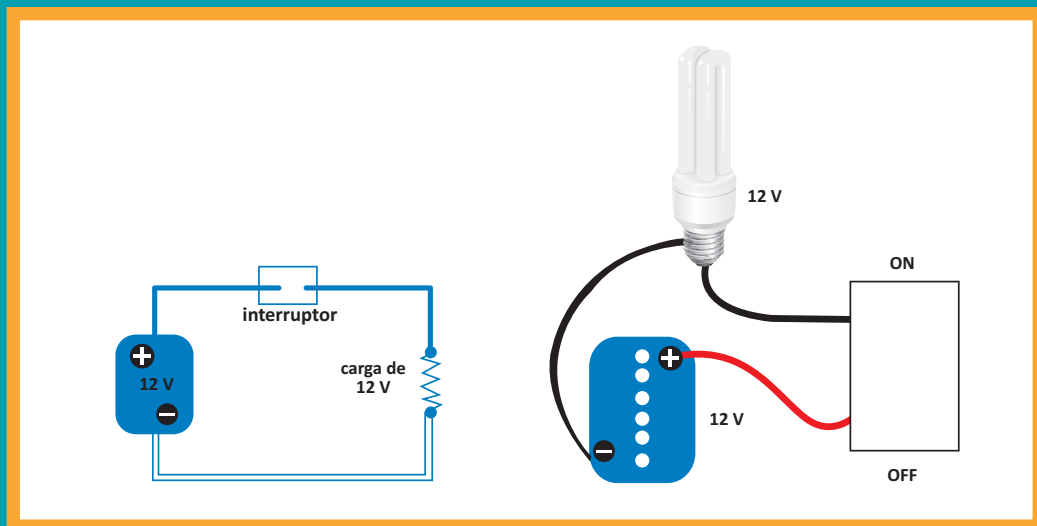 interruptor
+
12 V
−
carga de
12 V
12 V
ON
+
12 V
−
OFF